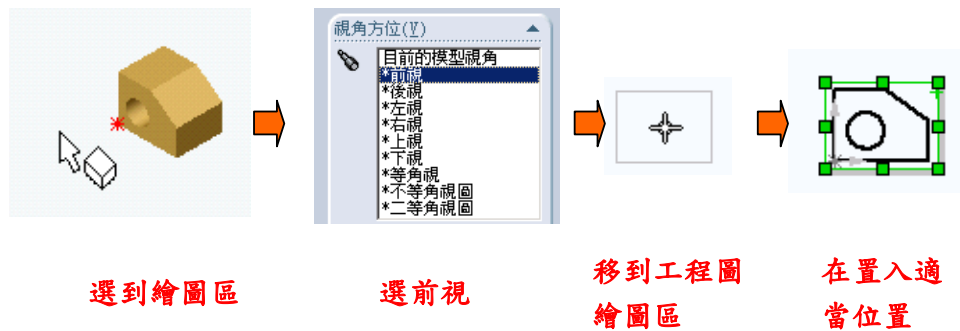 視角方位(V)
目前的模型視角
*前視
*後視
*左視
*右視
*上視
*下視
*等角視
*不等角視圖
*二等角視圖
選到繪圖區
選前視
移到工程圖
繪圖區
在置入適
當位置